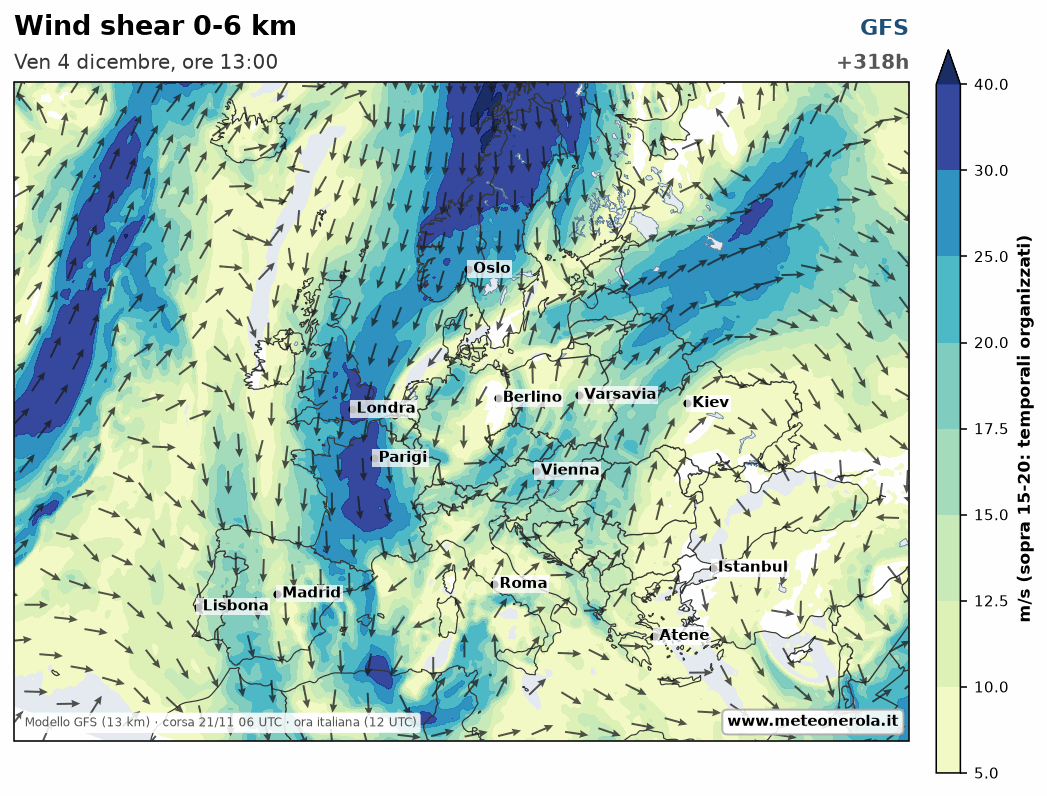 Wind shear 0-6 km
GFS
Ven 4 dicembre, ore 13:00
+318h
40.0
30.0
25.0
20.0
17.5
15.0
12.5
10.0
5.0
m/s (sopra 15-20: temporali organizzati)
Oslo
Berlino
Varsavia
Kiev
Londra
Parigi
Vienna
Istanbul
Roma
Madrid
Lisbona
Atene
Modello GFS (13 km) · corsa 21/11 06 UTC · ora italiana (12 UTC)
www.meteonerola.it